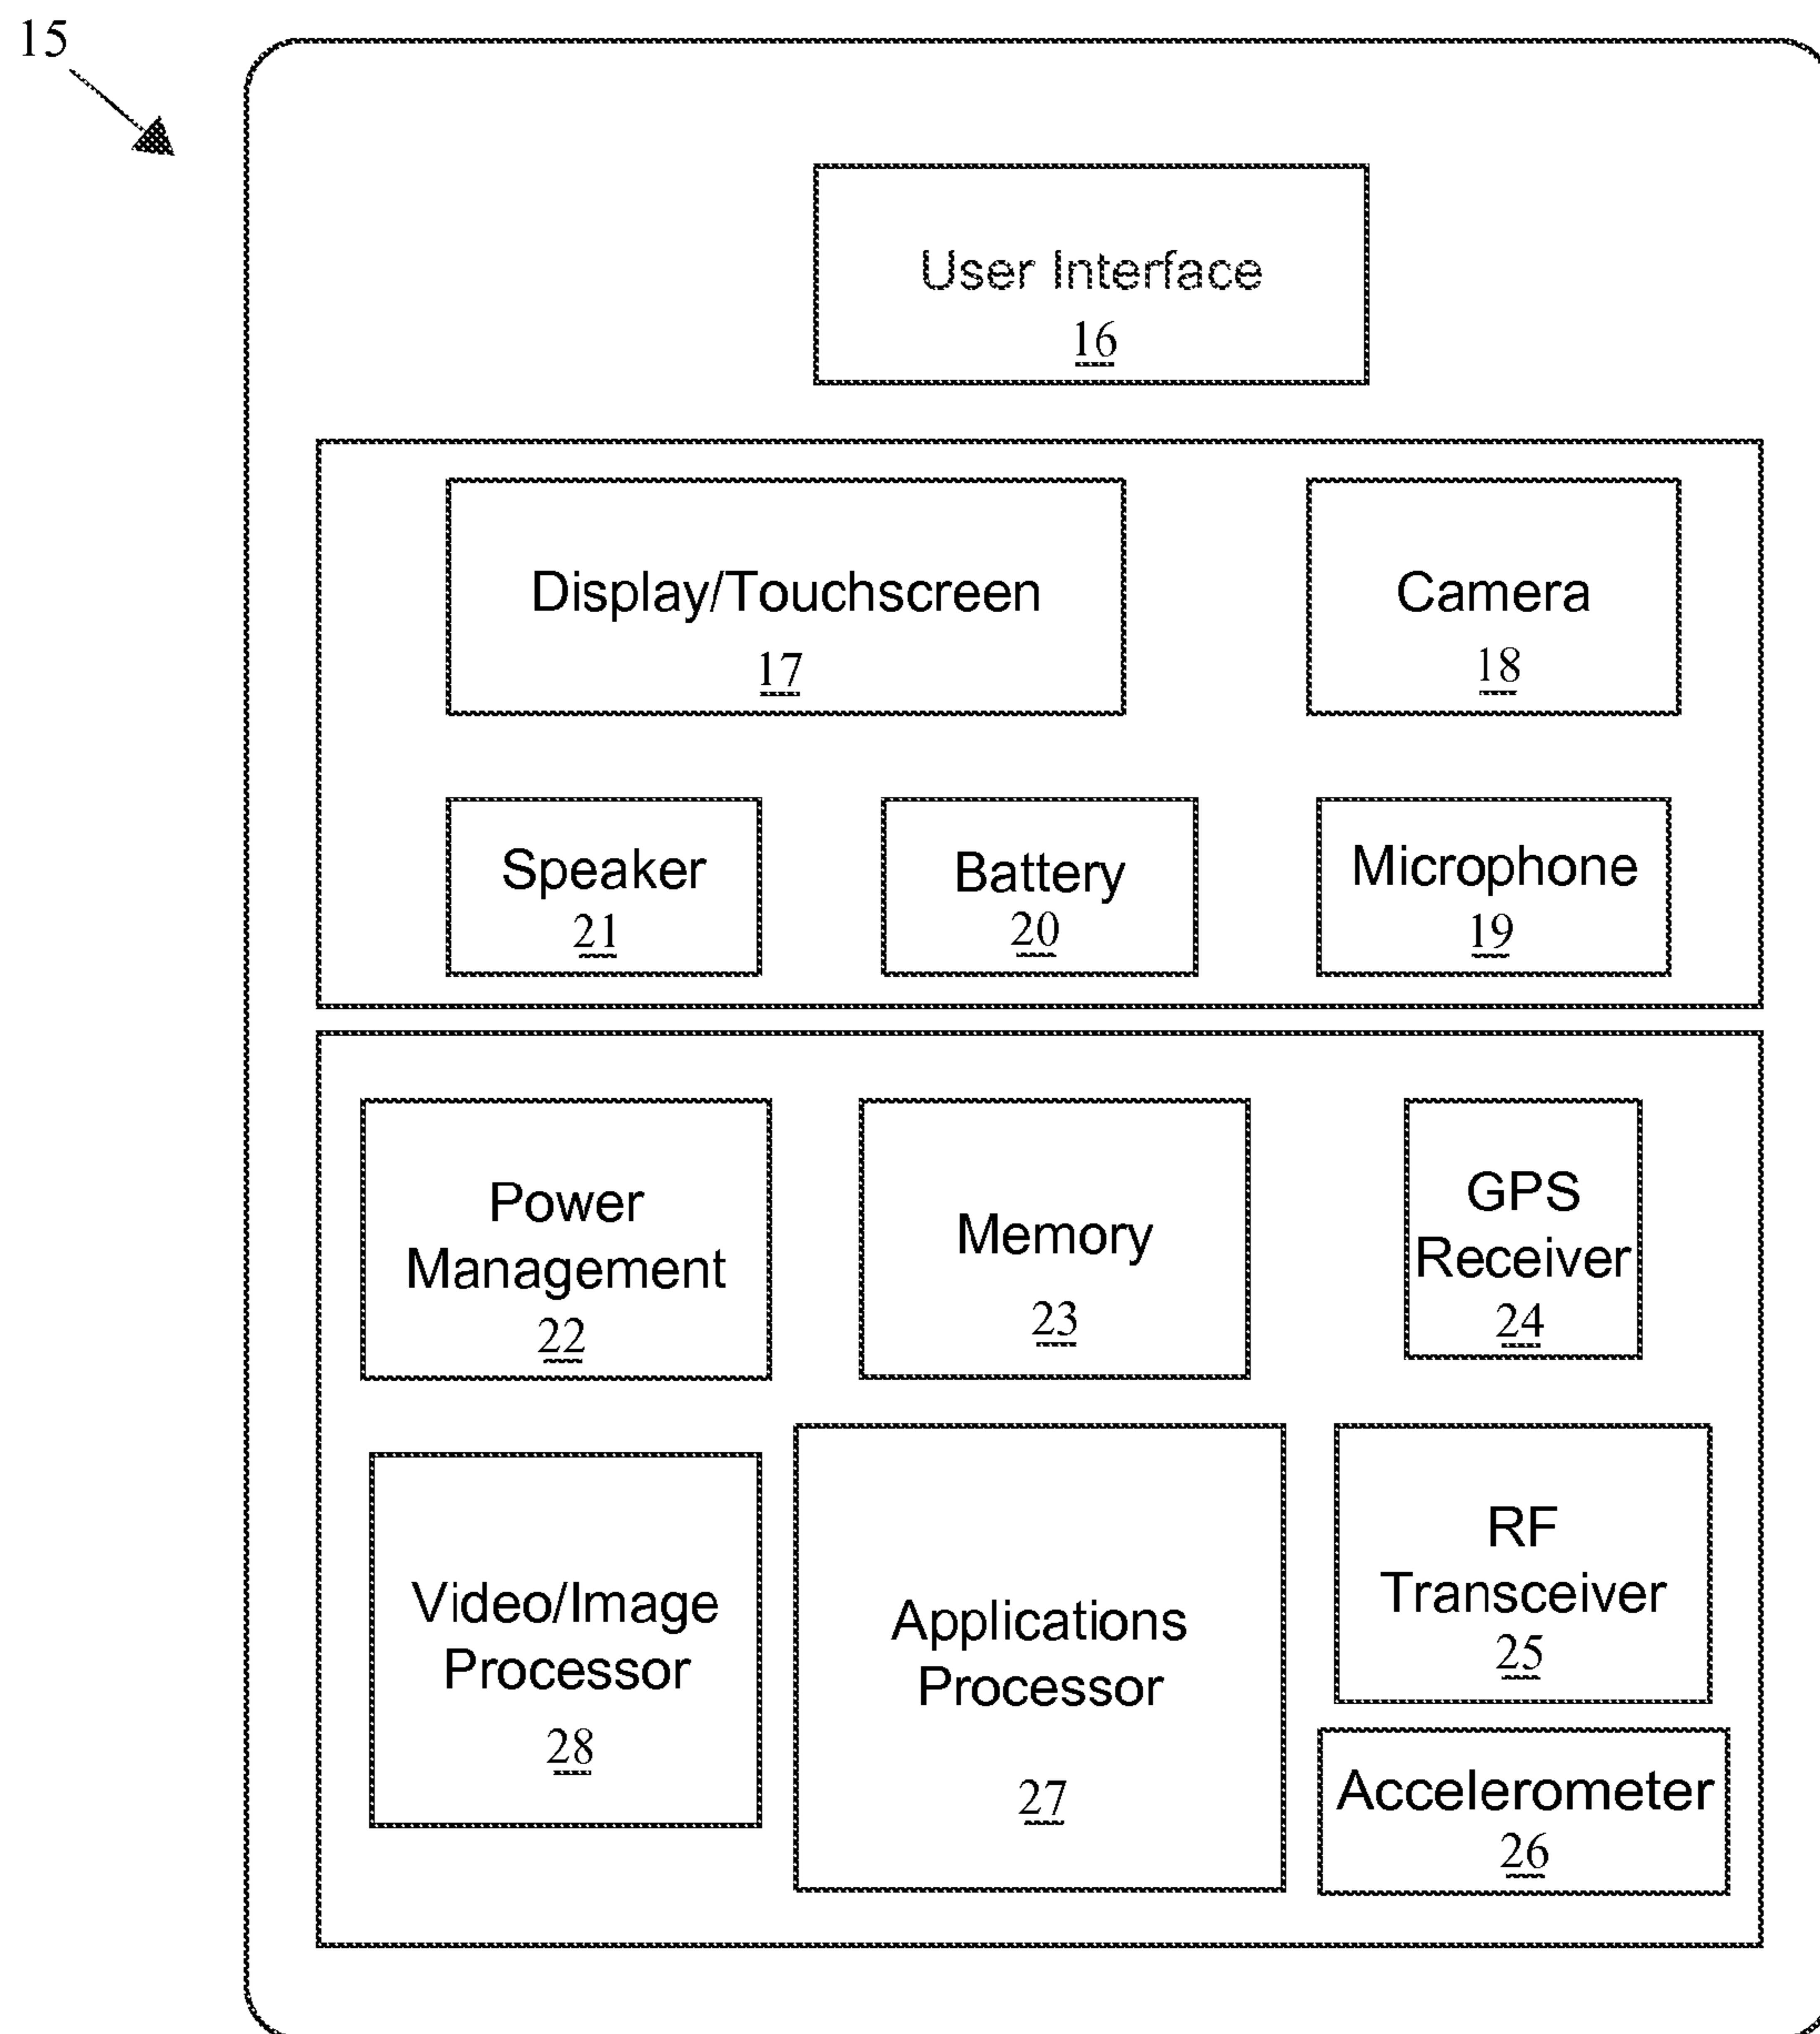 15
User Interface
16
Display/Touchscreen
17
Camera
18
Speaker
21
Battery
20
Microphone
19
Power
Management
22
Memory
23
GPS
Receiver
24
Video/Image
Processor
28
Applications
Processor
27
RF
Transceiver
25
Accelerometer
26